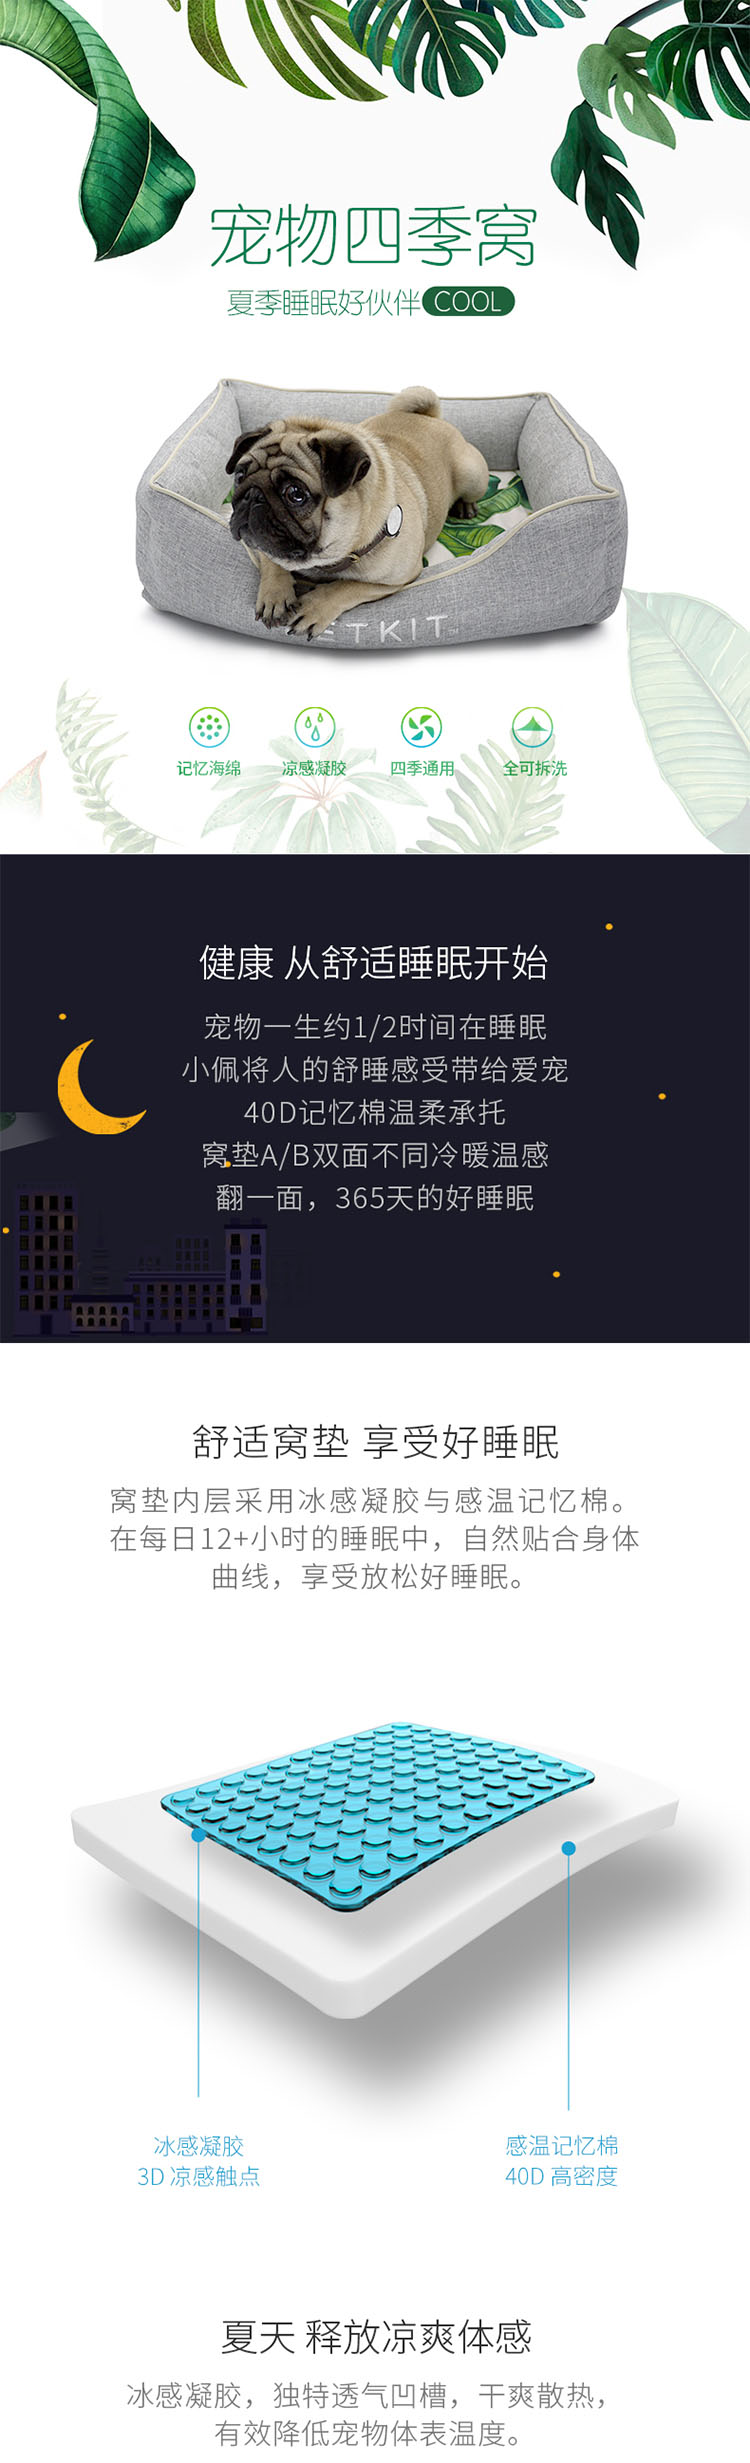 宠物四季窝
夏季睡眠好伙伴 COOL
ETKIT™
记忆海绵
凉感凝胶
四季通用
全可拆洗
健康 从舒适睡眠开始
宠物一生约1/2时间在睡眠
小佩将人的舒睡感受带给爱宠
40D记忆棉温柔承托
窝垫A/B双面不同冷暖温感
翻一面，365天的好睡眠
舒适窝垫 享受好睡眠
窝垫内层采用冰感凝胶与感温记忆棉。
在每日12+小时的睡眠中，自然贴合身体
曲线，享受放松好睡眠。
冰感凝胶
3D 凉感触点
感温记忆棉
40D 高密度
夏天 释放凉爽体感
冰感凝胶，独特透气凹槽，干爽散热，
有效降低宠物体表温度。